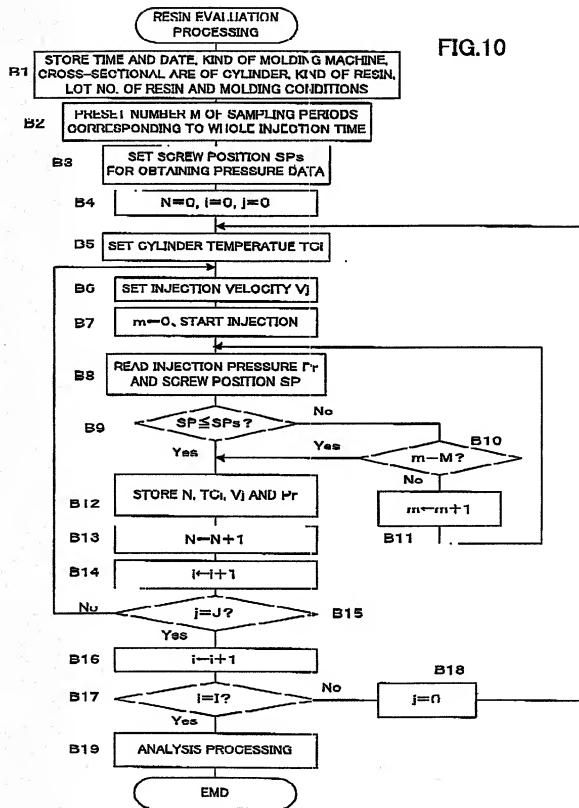 RESIN EVALUATION
PROCESSING
FIG.10
B1
STORE TIME AND DATE, KIND OF MOLDING MACHINE,
CROSS-SECTIONAL ARE OF CYLINDER, KIND OF RESIN,
LOT NO. OF RESIN AND MOLDING CONDITIONS
B2
PRESET NUMBER M OF SAMPLING PERIODS
CORRESPONDING TO WHOLE INJECTION TIME
B3
SET SCREW POSITION SPs
FOR OBTAINING PRESSURE DATA
B4
N=0, i=0, j=0
B5
SET CYLINDER TEMPERATUE TCi
B6
SET INJECTION VELOCITY Vj
B7
m←0, START INJECTION
B8
READ INJECTION PRESSURE Pr
AND SCREW POSITION SP
B9
SP≦SPs?
No
Yes
B10
m=M?
Yes
No
B11
m←m+1
B12
STORE N, TCi, Vj AND Pr
B13
N←N+1
B14
i←i+1
B15
j=J?
No
Yes
B16
i←i+1
B17
i=I?
No
Yes
B18
j=0
B19
ANALYSIS PROCESSING
EMD